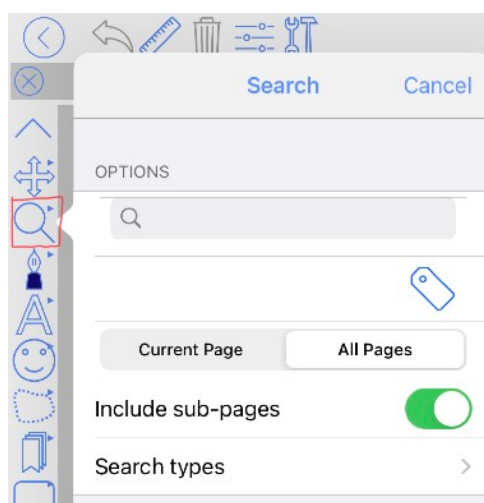 Search Cancel
OPTIONS
Current Page All Pages
Include sub-pages
Search types